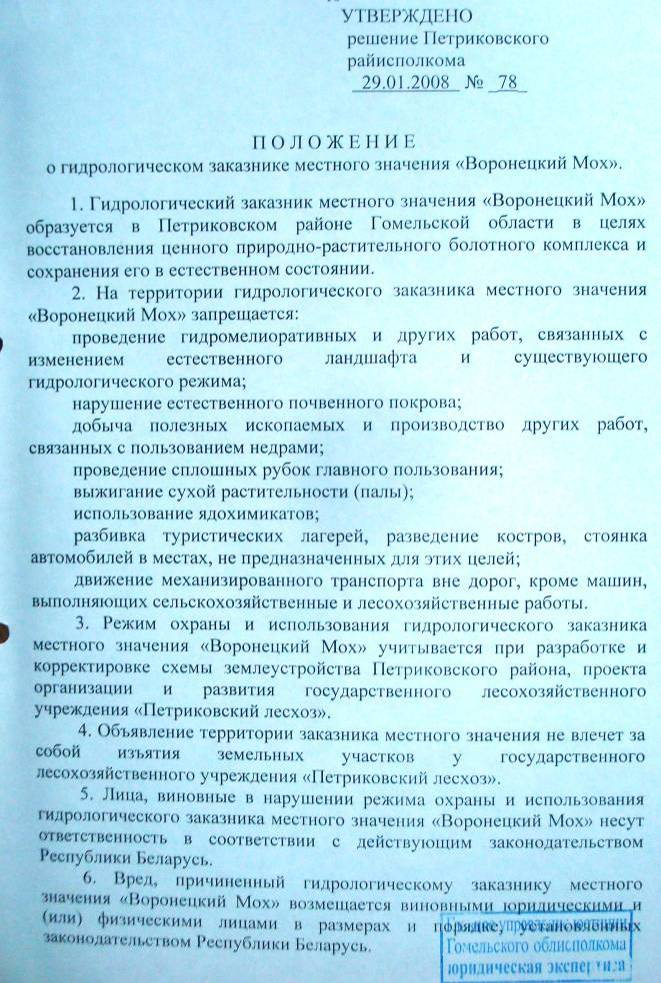 УТВЕРЖДЕНО
решение Петриковского
райисполкома
29.01.2008 № 78
П О Л О Ж Е Н И Е
о гидрологическом заказнике местного значения «Воронецкий Мох».
1. Гидрологический заказник местного значения «Воронецкий Мох»
образуется в Петриковском районе Гомельской области в целях
восстановления ценного природно-растительного болотного комплекса и
сохранения его в естественном состоянии.
2. На территории гидрологического заказника местного значения
«Воронецкий Мох» запрещается:
проведение гидромелиоративных и других работ, связанных с
изменением естественного ландшафта и существующего
гидрологического режима;
нарушение естественного почвенного покрова;
добыча полезных ископаемых и производство других работ,
связанных с пользованием недрами;
проведение сплошных рубок главного пользования;
выжигание сухой растительности (палы);
использование ядохимикатов;
разбивка туристических лагерей, разведение костров, стоянка
автомобилей в местах, не предназначенных для этих целей;
движение механизированного транспорта вне дорог, кроме машин,
выполняющих сельскохозяйственные и лесохозяйственные работы.
3. Режим охраны и использования гидрологического заказника
местного значения «Воронецкий Мох» учитывается при разработке и
корректировке схемы землеустройства Петриковского района, проекта
организации и развития государственного лесохозяйственного
учреждения «Петриковский лесхоз».
4. Объявление территории заказника местного значения не влечет за
собой изъятия земельных участков у государственного
лесохозяйственного учреждения «Петриковский лесхоз».
5. Лица, виновные в нарушении режима охраны и использования
гидрологического заказника местного значения «Воронецкий Мох» несут
ответственность в соответствии с действующим законодательством
Республики Беларусь.
6. Вред, причиненный гидрологическому заказнику местного
значения «Воронецкий Мох» возмещается виновными юридическими и
(или) физическими лицами в размерах и порядке, установленных
законодательством Республики Беларусь.
управление юстиции
Гомельского облисполкома
юридическая экспертиза